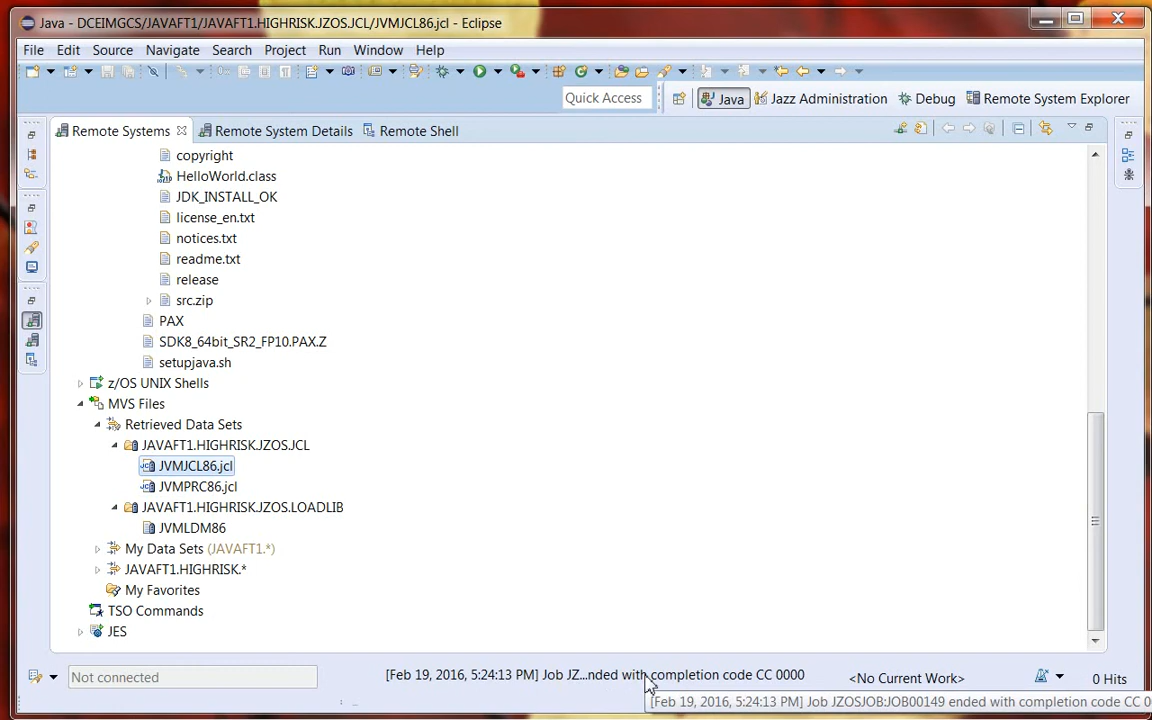 Java - DCEIMGCS/JAVAFT1/JAVAFT1.HIGHRISK.JZOS.JCL/JVMJCL86.jcl - Eclipse
File Edit Source Navigate Search Project Run Window Help
Quick Access Java Jazz Administration Debug Remote System Explorer
Remote Systems Remote System Details Remote Shell
copyright
HelloWorld.class
JDK_INSTALL_OK
license_en.txt
notices.txt
readme.txt
release
src.zip
PAX
SDK8_64bit_SR2_FP10.PAX.Z
setupjava.sh
z/OS UNIX Shells
MVS Files
Retrieved Data Sets
JAVAFT1.HIGHRISK.JZOS.JCL
JVMJCL86.jcl
JVMPRC86.jcl
JAVAFT1.HIGHRISK.JZOS.LOADLIB
JVMLDM86
My Data Sets (JAVAFT1.*)
JAVAFT1.HIGHRISK.*
My Favorites
TSO Commands
JES
Not connected [Feb 19, 2016, 5:24:13 PM] Job JZ...nded with completion code CC 0000 <No Current Work> 0 Hits
[Feb 19, 2016, 5:24:13 PM] Job JZOSJOB:JOB00149 ended with completion code CC 0